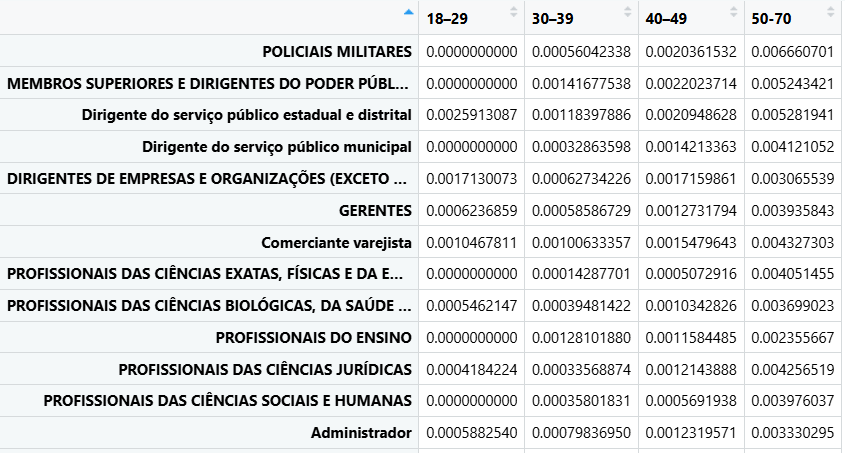 18–29 30–39 40–49 50-70
POLICIAIS MILITARES 0.0000000000 0.00056042338 0.0020361532 0.006660701
MEMBROS SUPERIORES E DIRIGENTES DO PODER PÚBL... 0.0000000000 0.00141677538 0.0022023714 0.005243421
Dirigente do serviço público estadual e distrital 0.0025913087 0.00118397886 0.0020948628 0.005281941
Dirigente do serviço público municipal 0.0000000000 0.00032863598 0.0014213363 0.004121052
DIRIGENTES DE EMPRESAS E ORGANIZAÇÕES (EXCETO ... 0.0017130073 0.00062734226 0.0017159861 0.003065539
GERENTES 0.0006236859 0.00058586729 0.0012731794 0.003935843
Comerciante varejista 0.0010467811 0.00100633357 0.0015479643 0.004327303
PROFISSIONAIS DAS CIÊNCIAS EXATAS, FÍSICAS E DA E... 0.0000000000 0.00014287701 0.0005072916 0.004051455
PROFISSIONAIS DAS CIÊNCIAS BIOLÓGICAS, DA SAÚDE ... 0.0005462147 0.00039481422 0.0010342826 0.003699023
PROFISSIONAIS DO ENSINO 0.0000000000 0.00128101880 0.0011584485 0.002355667
PROFISSIONAIS DAS CIÊNCIAS JURÍDICAS 0.0004184224 0.00033568874 0.0012143888 0.004256519
PROFISSIONAIS DAS CIÊNCIAS SOCIAIS E HUMANAS 0.0000000000 0.00035801831 0.0005691938 0.003976037
Administrador 0.0005882540 0.00079836950 0.0012319571 0.003330295